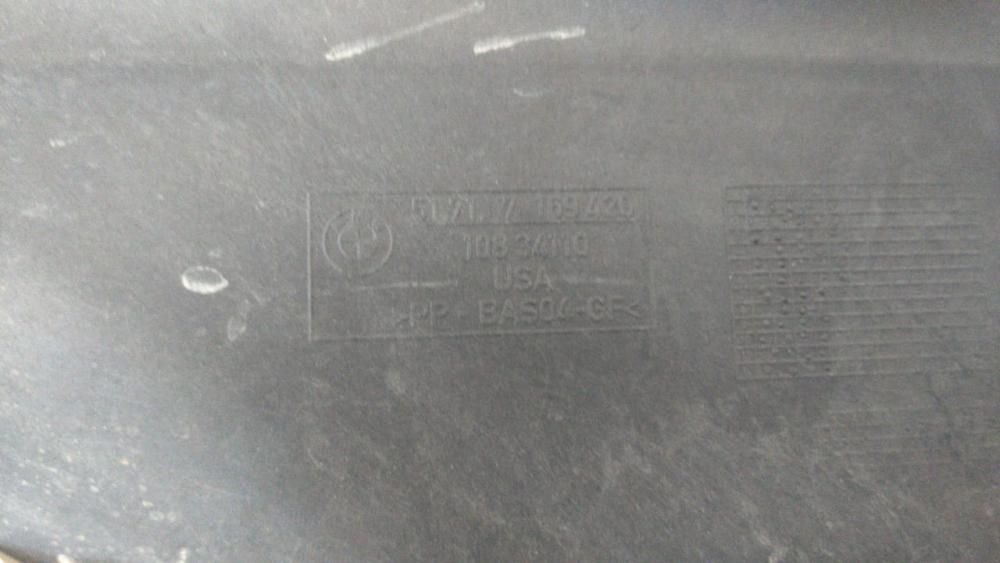 51.71. 7/ 169 420
108 34110
USA
>PP - BAS04-GF<